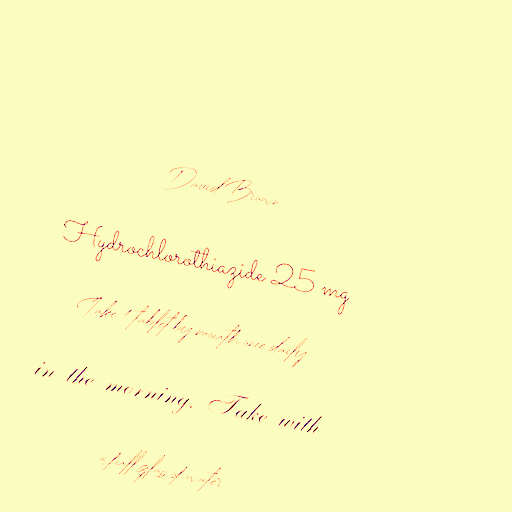 David Brown
Hydrochlorothiazide 25 mg
Take 1 tablet by mouth once daily
in the morning. Take with
a full glass of water